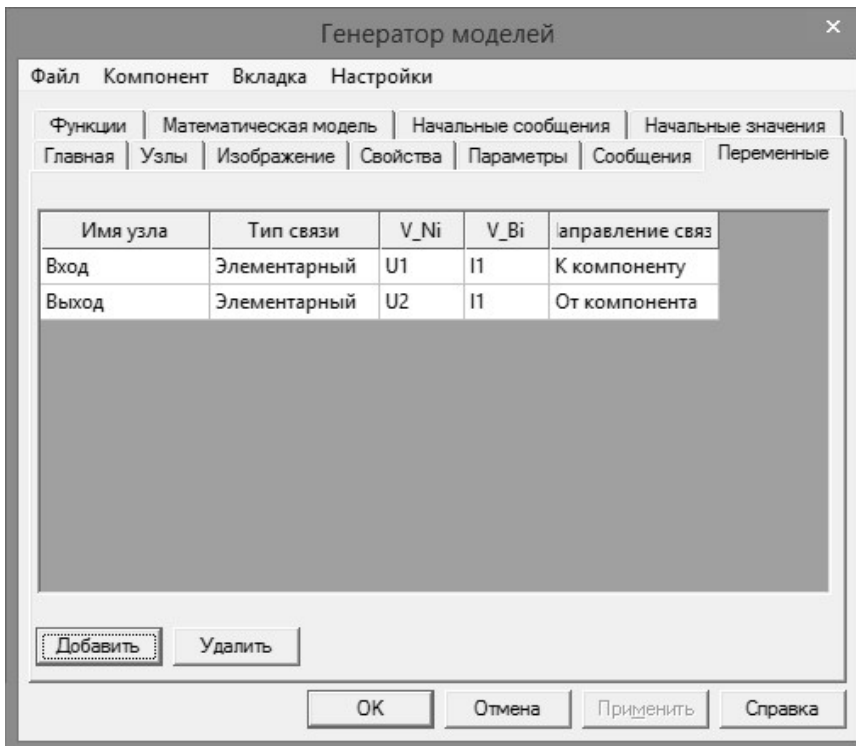 Генератор моделей ×
Файл Компонент Вкладка Настройки
Функции Математическая модель Начальные сообщения Начальные значения
Главная Узлы Изображение Свойства Параметры Сообщения Переменные
Имя узла Тип связи V_Ni V_Bi аправление связ
Вход Элементарный U1 I1 К компоненту
Выход Элементарный U2 I1 От компонента
Добавить Удалить
OK Отмена Применить Справка